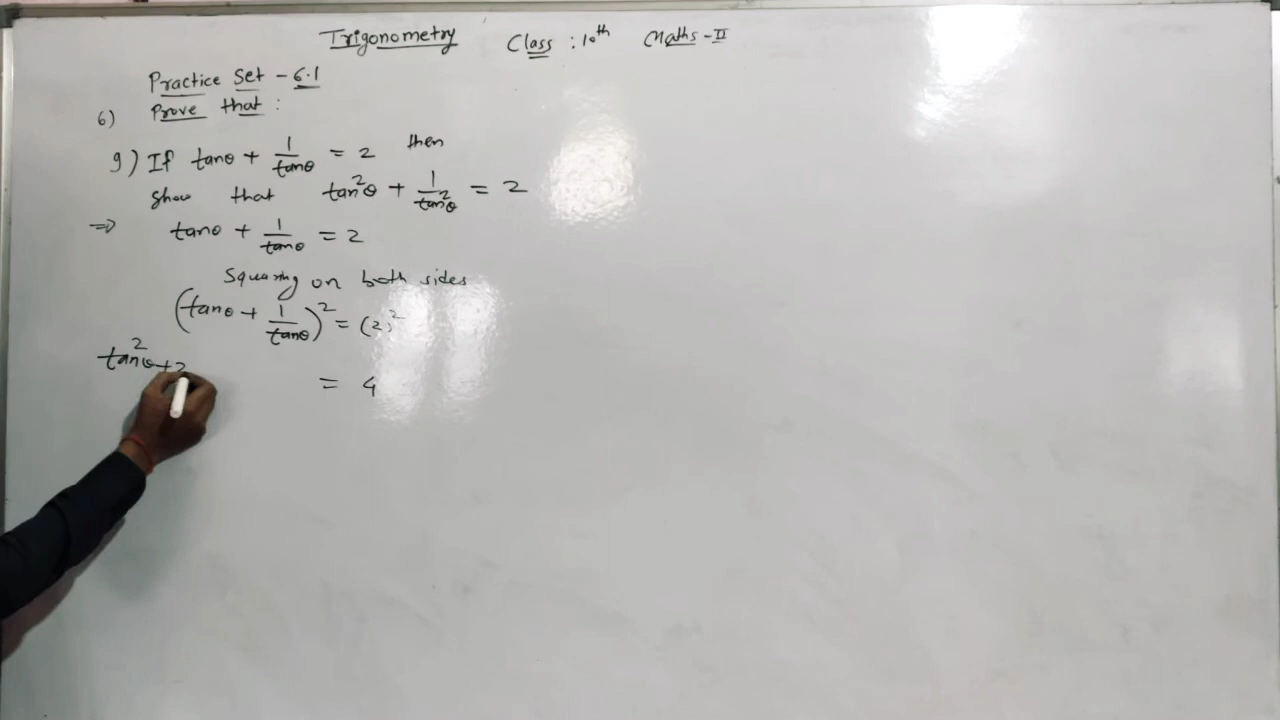 Trigonometry Class : 10th Maths-II
Practice Set - 6.1
6) Prove that :
9) If tanθ + 1/tanθ = 2 then
show that tan²θ + 1/tan²θ = 2
⇒ tanθ + 1/tanθ = 2
Squaring on both sides
(tanθ + 1/tanθ)² = (2)²
tan²θ + 2 = 4